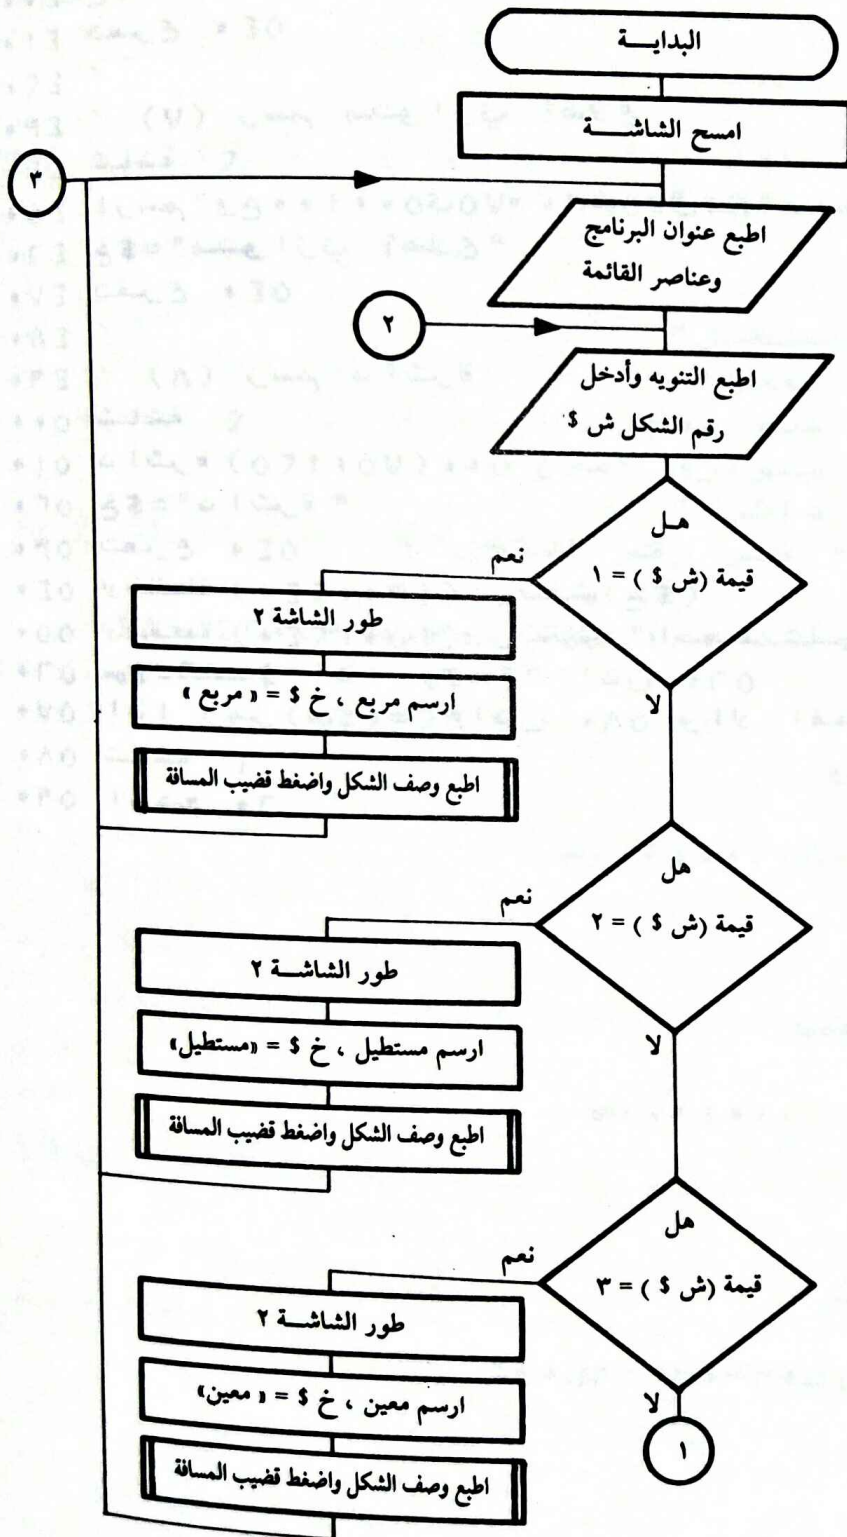 البداية
امسح الشاشة
٣
اطبع عنوان البرنامج
وعناصر القائمة
٢
اطبع التنويه وأدخل
رقم الشكل ش $
هل
قيمة (ش $ ) = ١
نعم
لا
طور الشاشة ٢
ارسم مربع ، خ $ = « مربع »
اطبع وصف الشكل واضغط قضيب المسافة
هل
قيمة (ش $ ) = ٢
نعم
لا
طور الشاشة ٢
ارسم مستطيل ، خ $ = «مستطيل»
اطبع وصف الشكل واضغط قضيب المسافة
هل
قيمة (ش $ ) = ٣
نعم
لا
طور الشاشة ٢
ارسم معين ، خ $ = « معين»
اطبع وصف الشكل واضغط قضيب المسافة
١